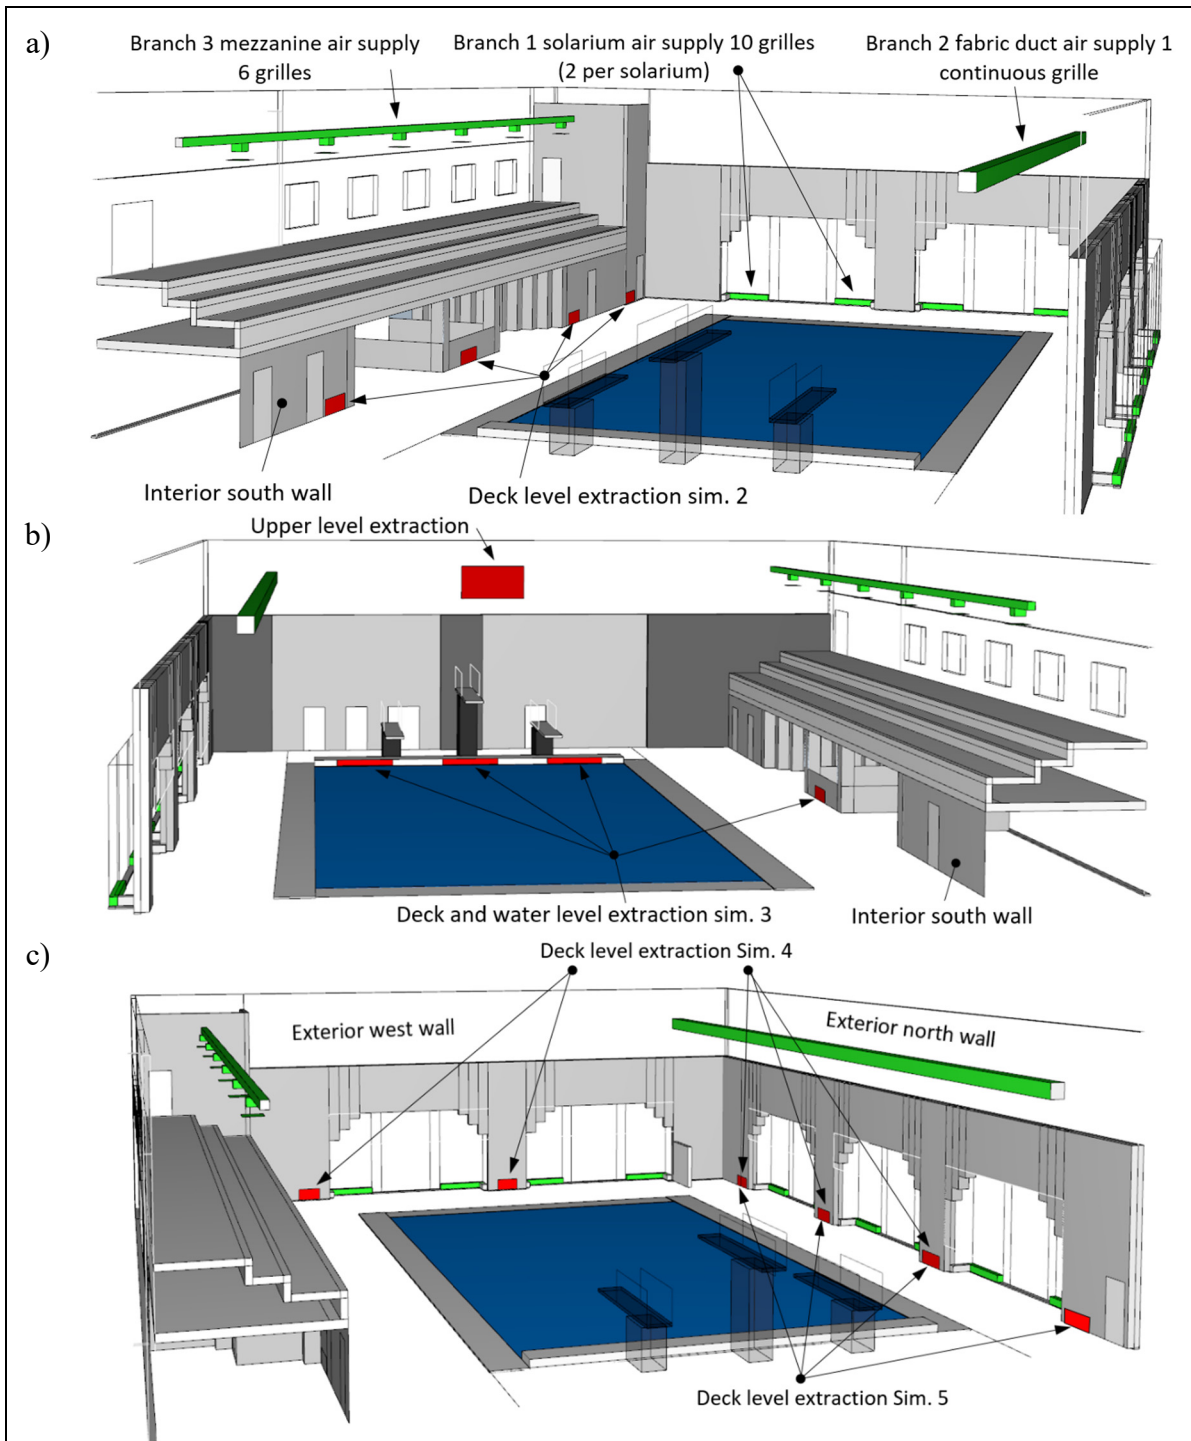 a)
Branch 3 mezzanine air supply
6 grilles
Branch 1 solarium air supply 10 grilles
(2 per solarium)
Branch 2 fabric duct air supply 1
continuous grille
Interior south wall
Deck level extraction sim. 2
b)
Upper level extraction
Deck and water level extraction sim. 3
Interior south wall
c)
Deck level extraction Sim. 4
Exterior west wall
Exterior north wall
Deck level extraction Sim. 5